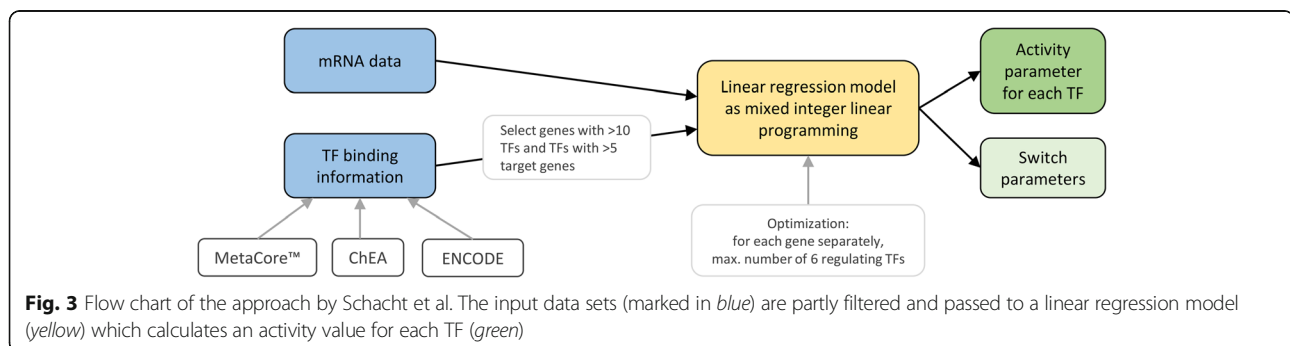 mRNA data
TF binding
information
MetaCore™
ChEA
ENCODE
Select genes with >10
TFs and TFs with >5
target genes
Linear regression model
as mixed integer linear
programming
Optimization:
for each gene separately,
max. number of 6 regulating TFs
Activity
parameter
for each TF
Switch
parameters
Fig. 3 Flow chart of the approach by Schacht et al. The input data sets (marked in blue) are partly filtered and passed to a linear regression model
(yellow) which calculates an activity value for each TF (green)